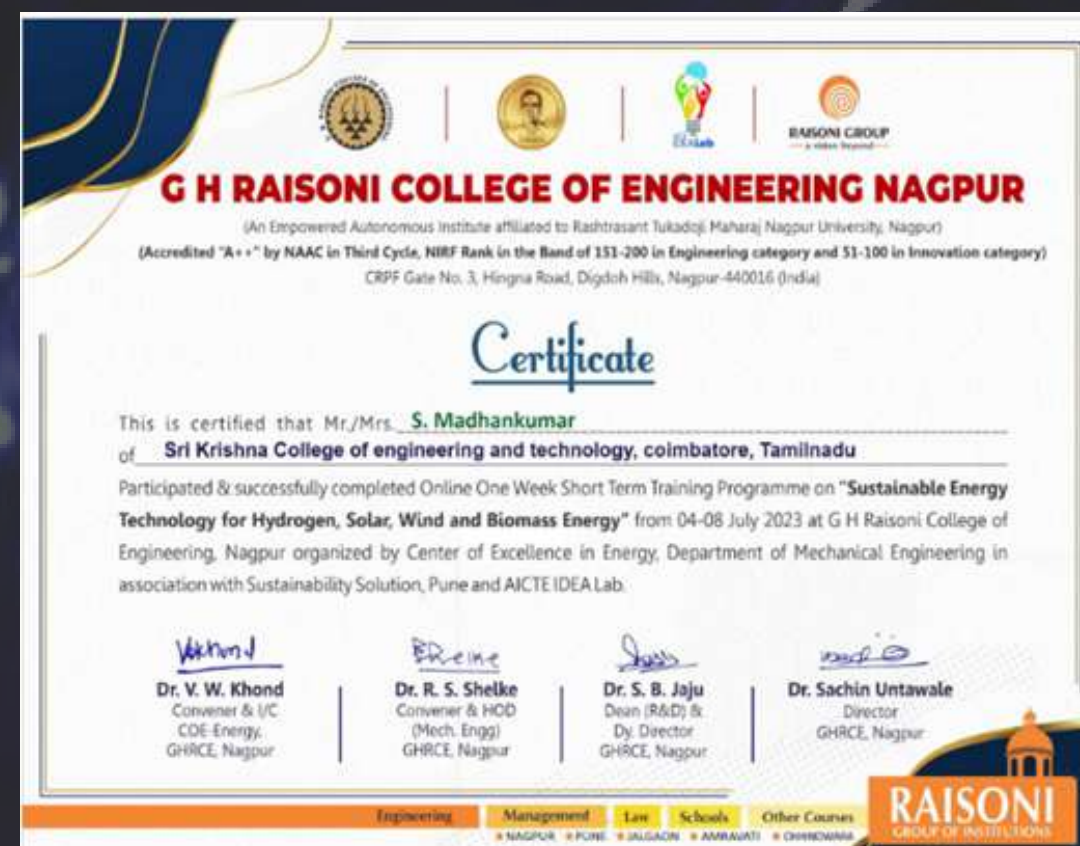 IDEA Lab
RAISONI GROUP
a vision beyond
G H RAISONI COLLEGE OF ENGINEERING NAGPUR
(An Empowered Autonomous Institute affiliated to Rashtrasant Tukadoji Maharaj Nagpur University, Nagpur)
(Accredited "A++" by NAAC in Third Cycle, NIRF Rank in the Band of 151-200 in Engineering category and 51-100 in Innovation category)
CRPF Gate No. 3, Hingna Road, Digdoh Hills, Nagpur-440016 (India)
Certificate
This is certified that Mr./Mrs. S. Madhankumar
of Sri Krishna College of engineering and technology, coimbatore, Tamilnadu
Participated & successfully completed Online One Week Short Term Training Programme on "Sustainable Energy
Technology for Hydrogen, Solar, Wind and Biomass Energy" from 04-08 July 2023 at G H Raisoni College of
Engineering, Nagpur organized by Center of Excellence in Energy, Department of Mechanical Engineering in
association with Sustainability Solution, Pune and AICTE IDEA Lab.
Dr. V. W. Khond
Convener & I/C
COE-Energy,
GHRCE, Nagpur
Dr. R. S. Shelke
Convener & HOD
(Mech. Engg)
GHRCE, Nagpur
Dr. S. B. Jaju
Dean (R&D) &
Dy. Director
GHRCE, Nagpur
Dr. Sachin Untawale
Director
GHRCE, Nagpur
Engineering Management Law Schools Other Courses
NAGPUR PUNE JALGAON AMRAVATI CHHINDWARA
RAISONI
GROUP OF INSTITUTIONS